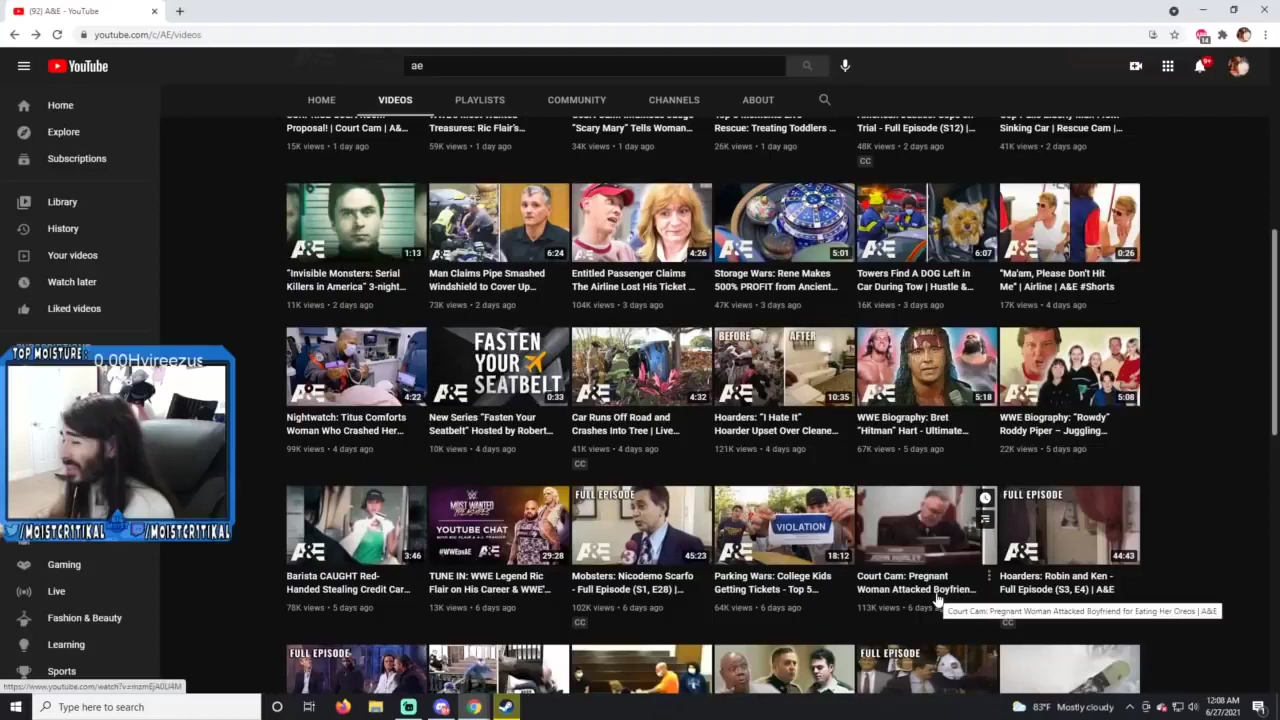 (92) A&E - YouTube
youtube.com/c/AE/videos
YouTube
ae
9+
HOME VIDEOS PLAYLISTS COMMUNITY CHANNELS ABOUT
Home
Explore
Subscriptions
Library
History
Your videos
Watch later
Liked videos
Gaming
Live
Fashion & Beauty
Learning
Sports
Proposal! | Court Cam | A&...
15K views • 1 day ago
Treasures: Ric Flair's...
59K views • 1 day ago
"Scary Mary" Tells Woman...
34K views • 1 day ago
Rescue: Treating Toddlers ...
26K views • 1 day ago
Trial - Full Episode (S12) |...
48K views • 2 days ago
CC
Sinking Car | Rescue Cam |...
41K views • 2 days ago
A&E 1:13
"Invisible Monsters: Serial
Killers in America" 3-night...
11K views • 2 days ago
A&E 6:24
Man Claims Pipe Smashed
Windshield to Cover Up...
73K views • 2 days ago
A&E 4:26
Entitled Passenger Claims
The Airline Lost His Ticket ...
104K views • 3 days ago
A&E 5:01
Storage Wars: Rene Makes
500% PROFIT from Ancient...
47K views • 3 days ago
A&E 6:07
Towers Find A DOG Left in
Car During Tow | Hustle &...
16K views • 3 days ago
A&E 0:26
"Ma'am, Please Don't Hit
Me" | Airline | A&E #Shorts
17K views • 4 days ago
A&E 4:22
Nightwatch: Titus Comforts
Woman Who Crashed Her...
99K views • 4 days ago
FASTEN
YOUR
SEATBELT
A&E 0:33
New Series "Fasten Your
Seatbelt" Hosted by Robert...
10K views • 4 days ago
A&E 4:32
Car Runs Off Road and
Crashes Into Tree | Live...
41K views • 4 days ago
CC
BEFORE AFTER
A&E 10:35
Hoarders: "I Hate It"
Hoarder Upset Over Cleane...
121K views • 4 days ago
A&E 5:18
WWE Biography: Bret
"Hitman" Hart - Ultimate...
67K views • 5 days ago
A&E 5:08
WWE Biography: "Rowdy"
Roddy Piper – Juggling...
22K views • 5 days ago
A&E 3:46
Barista CAUGHT Red-
Handed Stealing Credit Car...
78K views • 5 days ago
MOST WANTED
TREASURES
YOUTUBE CHAT
#WWEonAE A&E 29:28
TUNE IN: WWE Legend Ric
Flair on His Career & WWE'...
13K views • 6 days ago
FULL EPISODE
A&E 45:23
Mobsters: Nicodemo Scarfo
- Full Episode (S1, E28) |...
102K views • 6 days ago
CC
VIOLATION
A&E 18:12
Parking Wars: College Kids
Getting Tickets - Top 5...
64K views • 6 days ago
A&E
Court Cam: Pregnant
Woman Attacked Boyfrien...
113K views • 6 days
Court Cam: Pregnant Woman Attacked Boyfriend for Eating Her Oreos | A&E
FULL EPISODE
A&E 44:43
Hoarders: Robin and Ken -
Full Episode (S3, E4) | A&E
CC
FULL EPISODE
FULL EPISODE
TOP MOISTURE: 0.00Hvireezus
/MOISTCR1TIKAL /MOISTCR1TIKAL
Type here to search
83°F Mostly cloudy
12:08 AM
6/27/2021